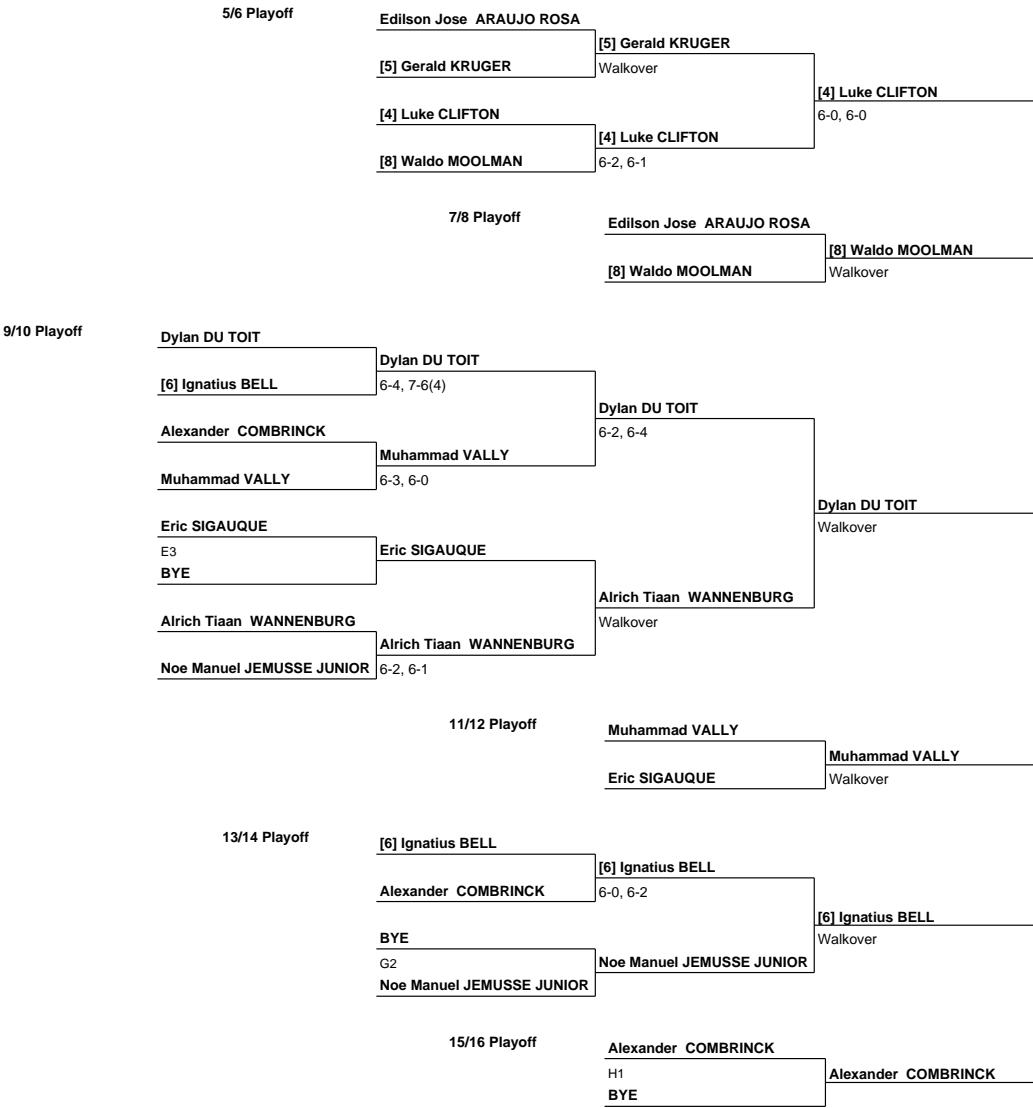 5/6 Playoff
Edilson Jose ARAUJO ROSA
[5] Gerald KRUGER
[5] Gerald KRUGER
Walkover
[4] Luke CLIFTON
6-0, 6-0
[4] Luke CLIFTON
[4] Luke CLIFTON
[8] Waldo MOOLMAN
6-2, 6-1
7/8 Playoff
Edilson Jose ARAUJO ROSA
[8] Waldo MOOLMAN
[8] Waldo MOOLMAN
Walkover
9/10 Playoff
Dylan DU TOIT
Dylan DU TOIT
[6] Ignatius BELL
6-4, 7-6(4)
Dylan DU TOIT
6-2, 6-4
Alexander COMBRINCK
Muhammad VALLY
Muhammad VALLY
6-3, 6-0
Dylan DU TOIT
Walkover
Eric SIGAUQUE
E3
Eric SIGAUQUE
BYE
Alrich Tiaan WANNENBURG
Walkover
Alrich Tiaan WANNENBURG
Alrich Tiaan WANNENBURG
Noe Manuel JEMUSSE JUNIOR
6-2, 6-1
11/12 Playoff
Muhammad VALLY
Muhammad VALLY
Eric SIGAUQUE
Walkover
13/14 Playoff
[6] Ignatius BELL
[6] Ignatius BELL
Alexander COMBRINCK
6-0, 6-2
[6] Ignatius BELL
Walkover
BYE
G2
Noe Manuel JEMUSSE JUNIOR
Noe Manuel JEMUSSE JUNIOR
15/16 Playoff
Alexander COMBRINCK
H1
Alexander COMBRINCK
BYE